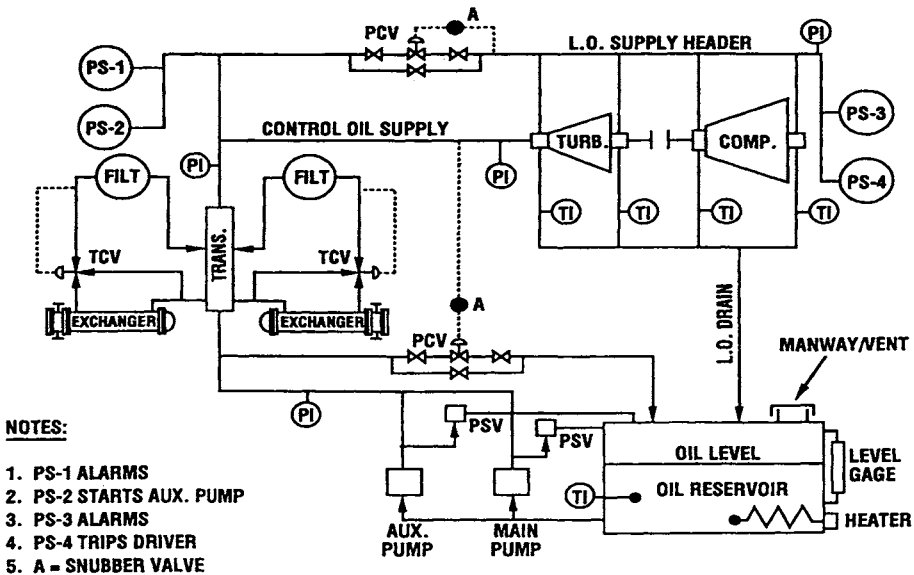 A
PCV
L.O. SUPPLY HEADER
PI
PS-1
PS-2
PS-3
CONTROL OIL SUPPLY
TURB.
COMP.
PI
PI
PS-4
FILT
FILT
TI
TI
TI
TI
TRANS.
TCV
TCV
EXCHANGER
EXCHANGER
A
L.O. DRAIN
PCV
MANWAY/VENT
PI
PSV
PSV
OIL LEVEL
LEVEL
GAGE
OIL RESERVOIR
TI
HEATER
AUX.
PUMP
MAIN
PUMP
NOTES:
1. PS-1 ALARMS
2. PS-2 STARTS AUX. PUMP
3. PS-3 ALARMS
4. PS-4 TRIPS DRIVER
5. A = SNUBBER VALVE